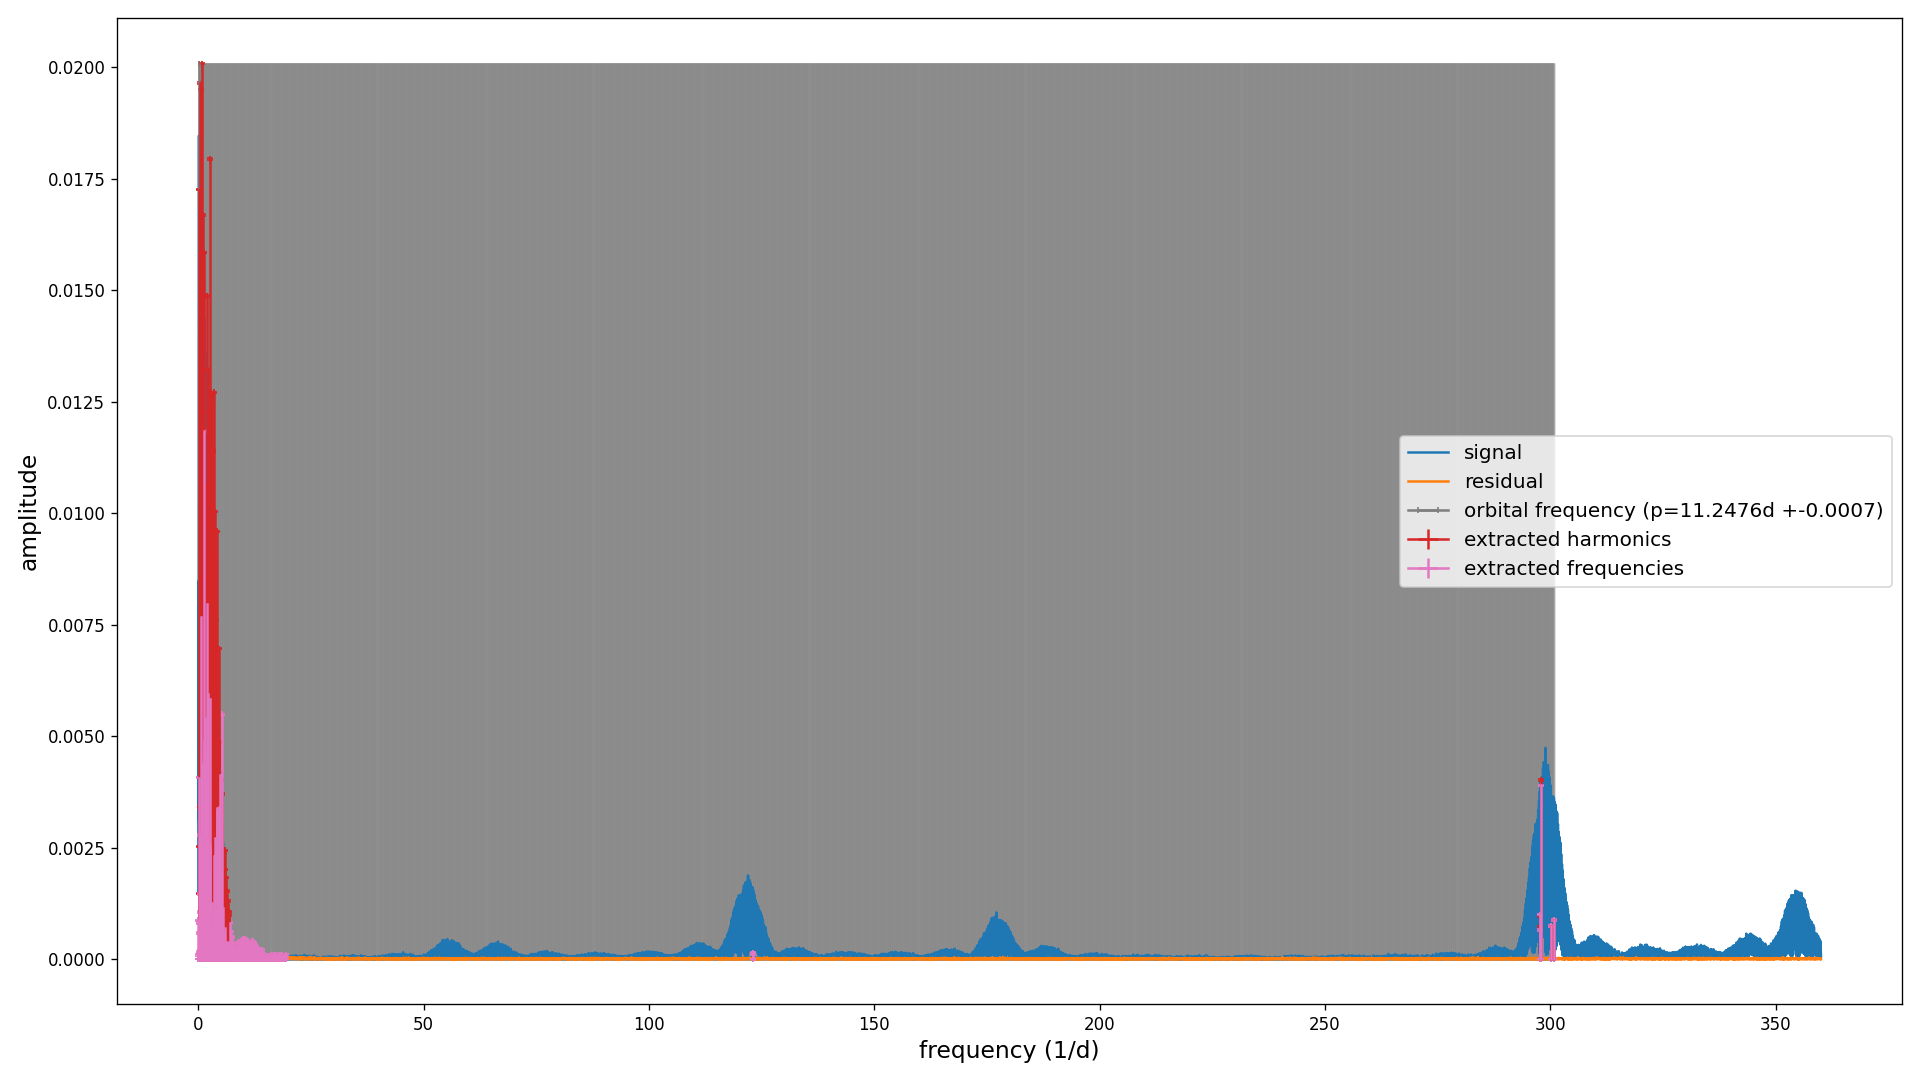 0.0200
0.0175
0.0150
0.0125
0.0100
0.0075
0.0050
0.0025
0.0000
amplitude
signal
residual
orbital frequency (p=11.2476d +-0.0007)
extracted harmonics
extracted frequencies
0 50 100 150 200 250 300 350
frequency (1/d)